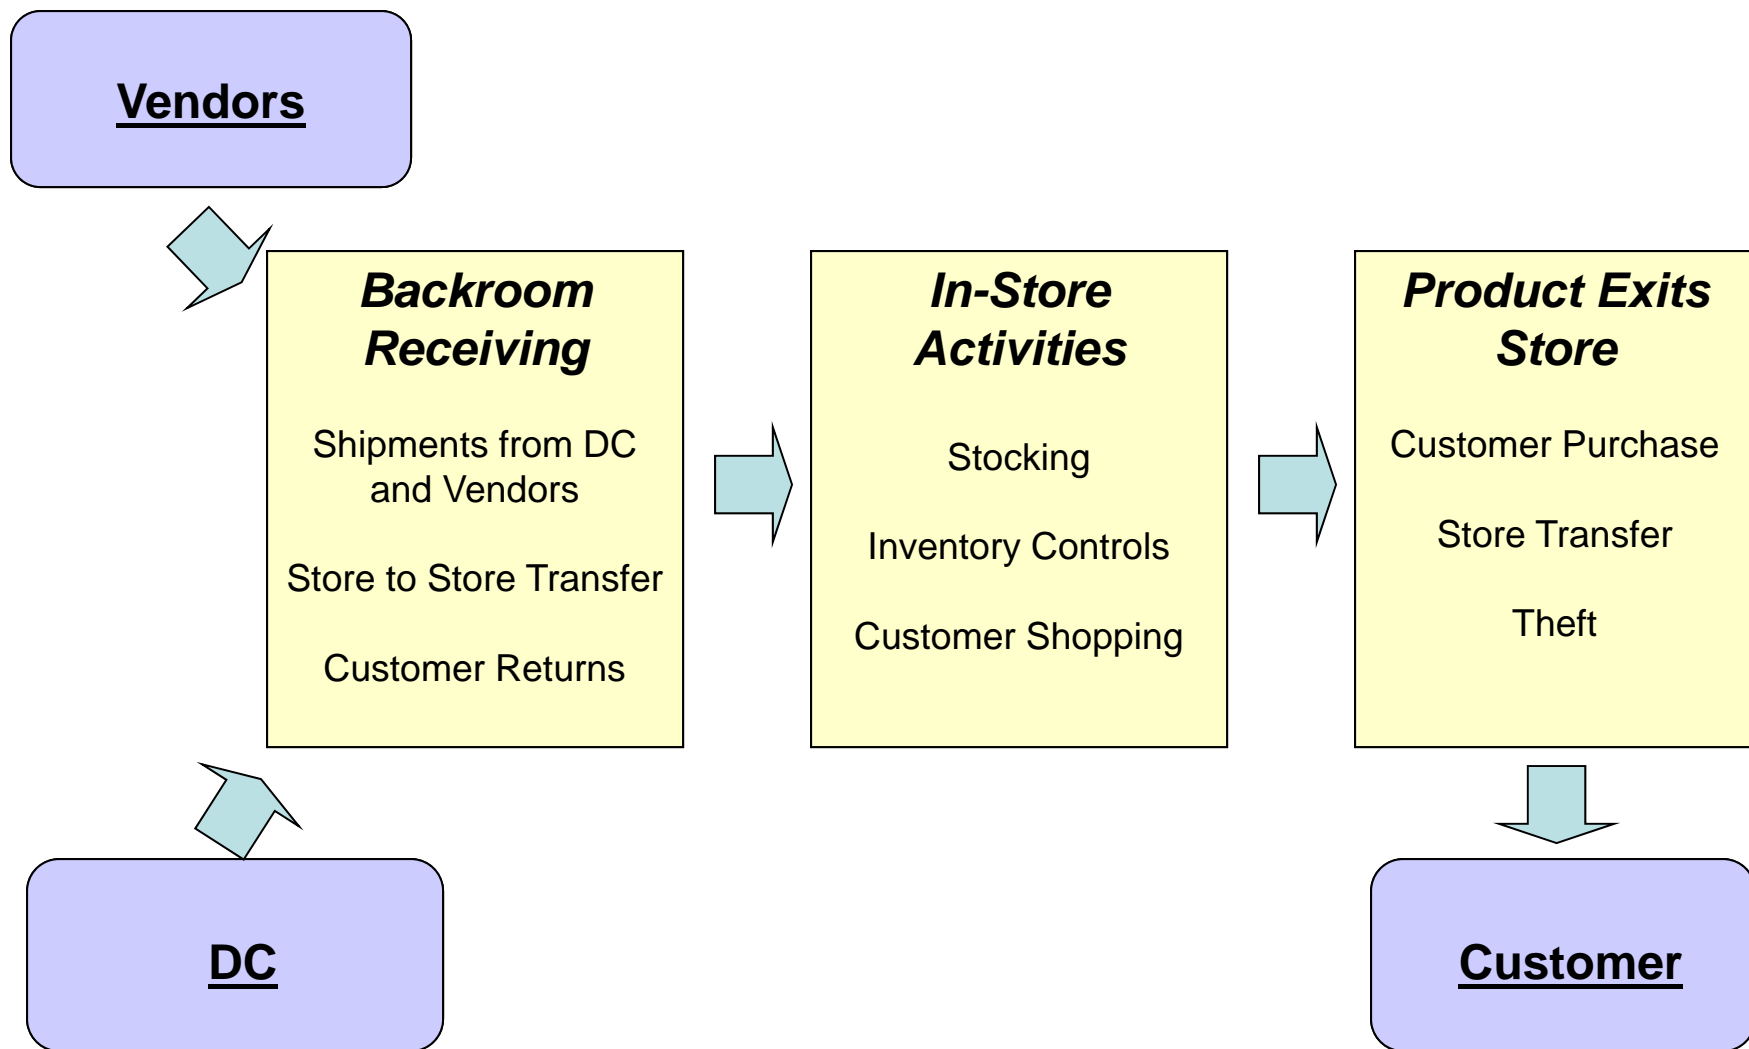 Vendors
Backroom
Receiving
Shipments from DC
and Vendors
Store to Store Transfer
Customer Returns
In-Store
Activities
Stocking
Inventory Controls
Customer Shopping
Product Exits
Store
Customer Purchase
Store Transfer
Theft
DC
Customer